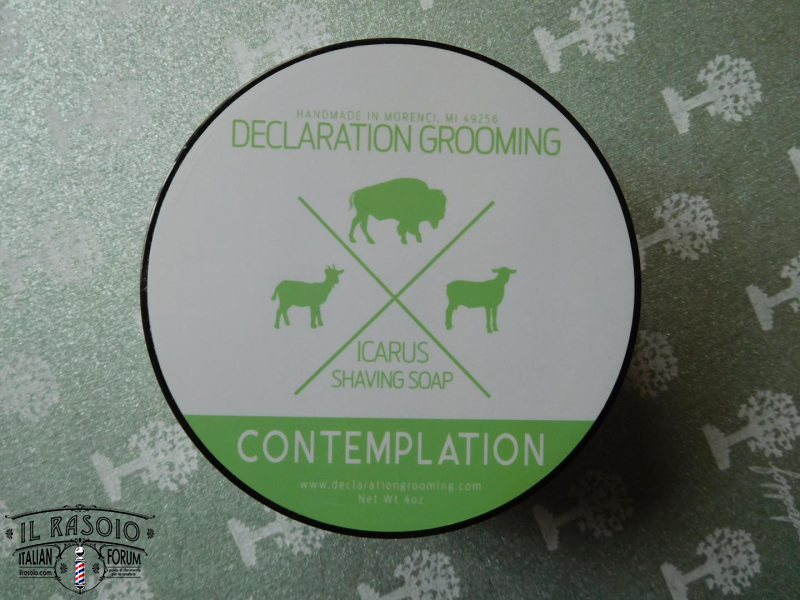 HANDMADE IN MORENCI, MI 49256
DECLARATION GROOMING
ICARUS
SHAVING SOAP
CONTEMPLATION
www.declarationgrooming.com
Net Wt 4oz
IL RASOIO
ITALIAN FORUM
ilrasoio.com